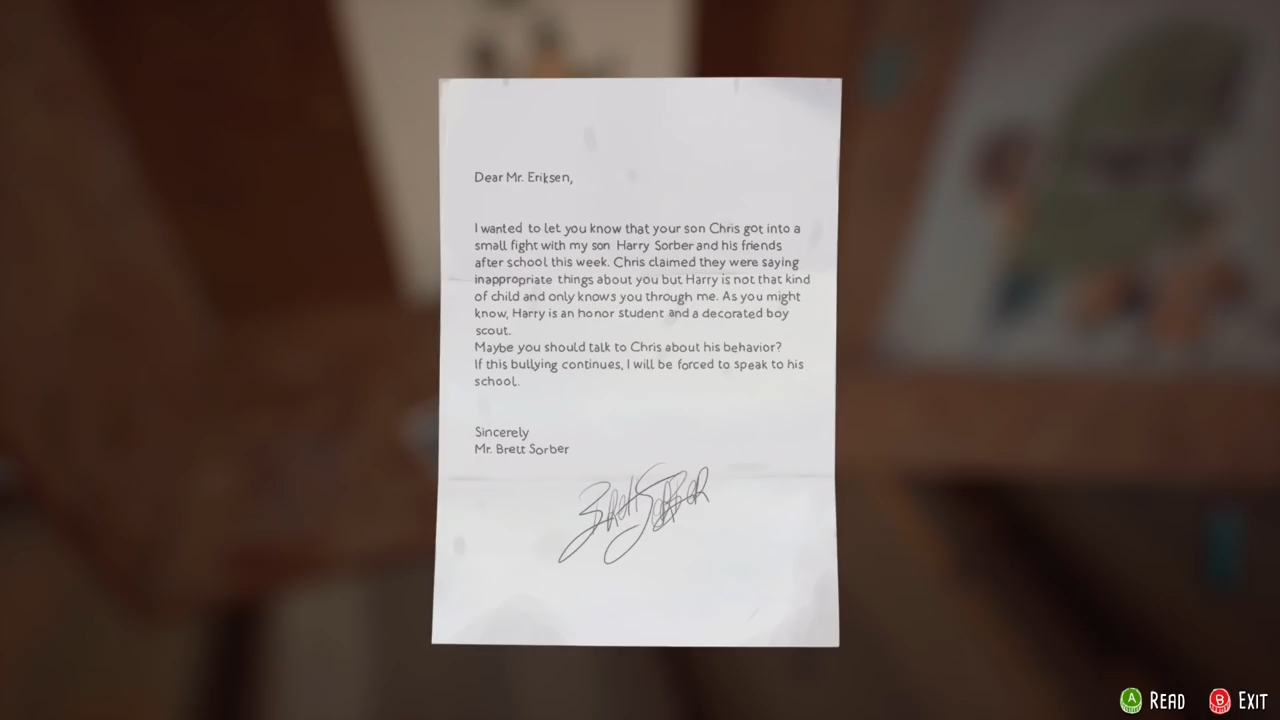 Dear Mr. Eriksen,
I wanted to let you know that your son Chris got into a
small fight with my son Harry Sorber and his friends
after school this week. Chris claimed they were saying
inappropriate things about you but Harry is not that kind
of child and only knows you through me. As you might
know, Harry is an honor student and a decorated boy
scout.
Maybe you should talk to Chris about his behavior?
If this bullying continues, I will be forced to speak to his
school.
Sincerely
Mr. Brett Sorber
Brett Sorber
A READ B EXIT